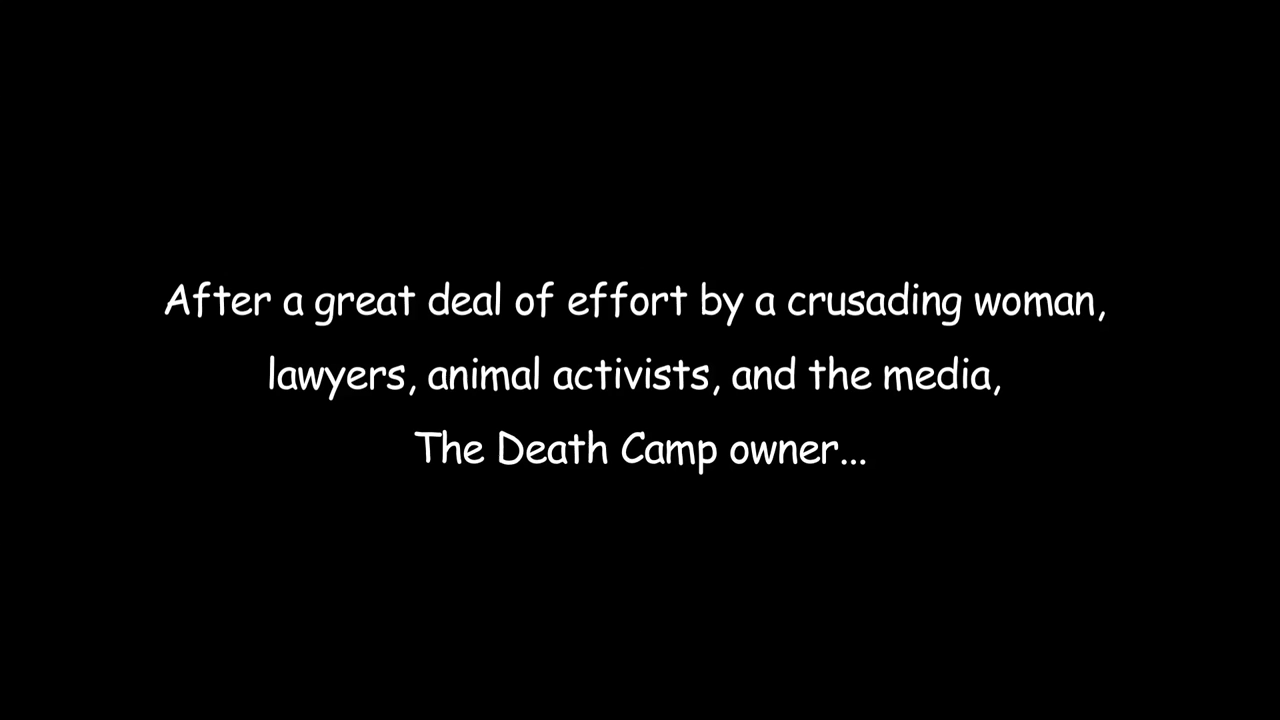 After a great deal of effort by a crusading woman,
lawyers, animal activists, and the media,
The Death Camp owner...